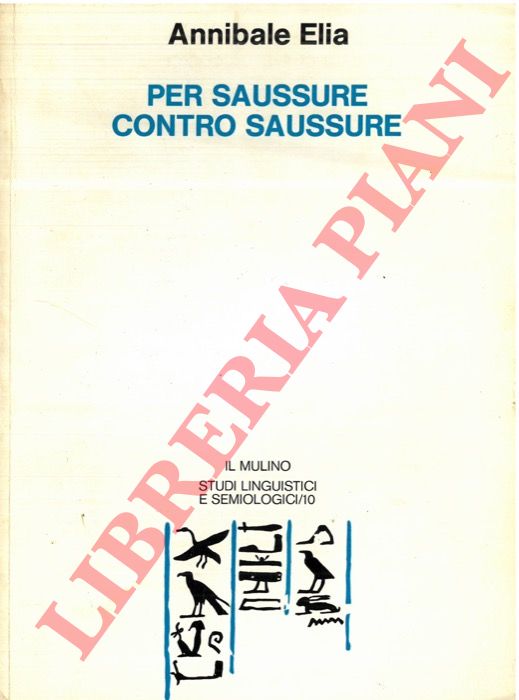 Annibale Elia
PER SAUSSURE
CONTRO SAUSSURE
LIBRERIA PIANI
IL MULINO
STUDI LINGUISTICI
E SEMIOLOGICI/10